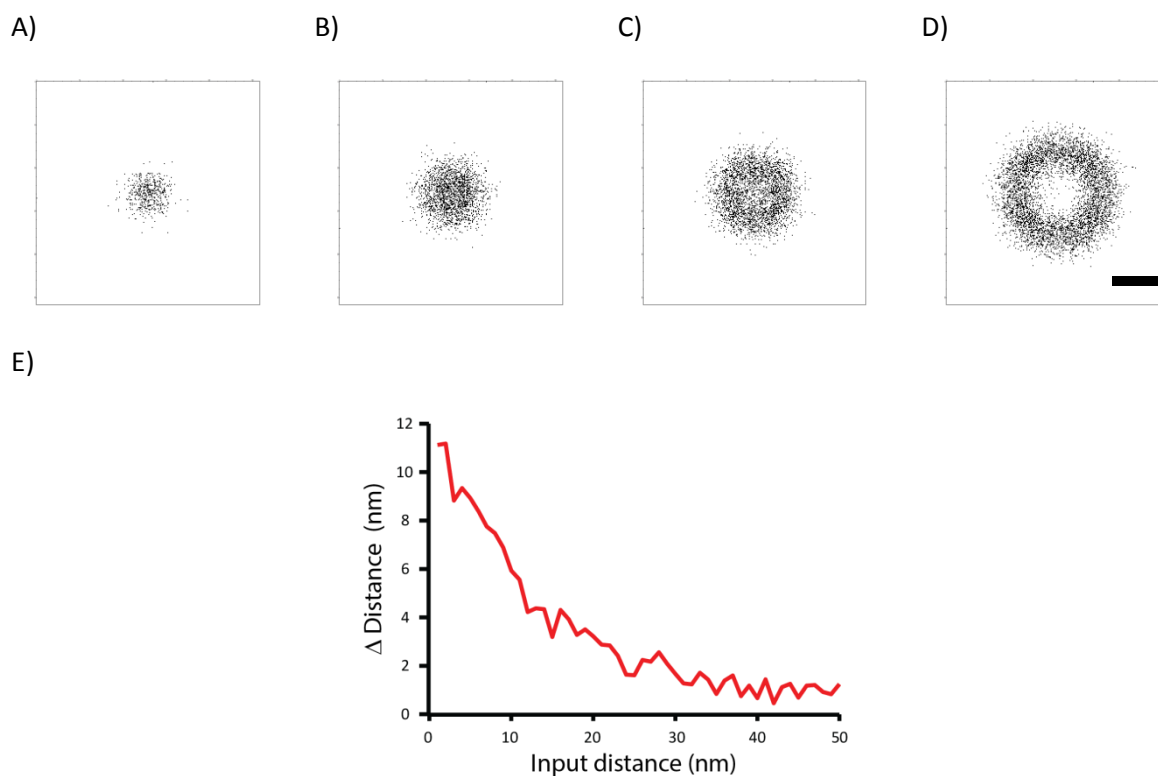 A)
B)
C)
D)
E)
12
10
8
6
4
2
0
Δ Distance (nm)
0 10 20 30 40 50
Input distance (nm)